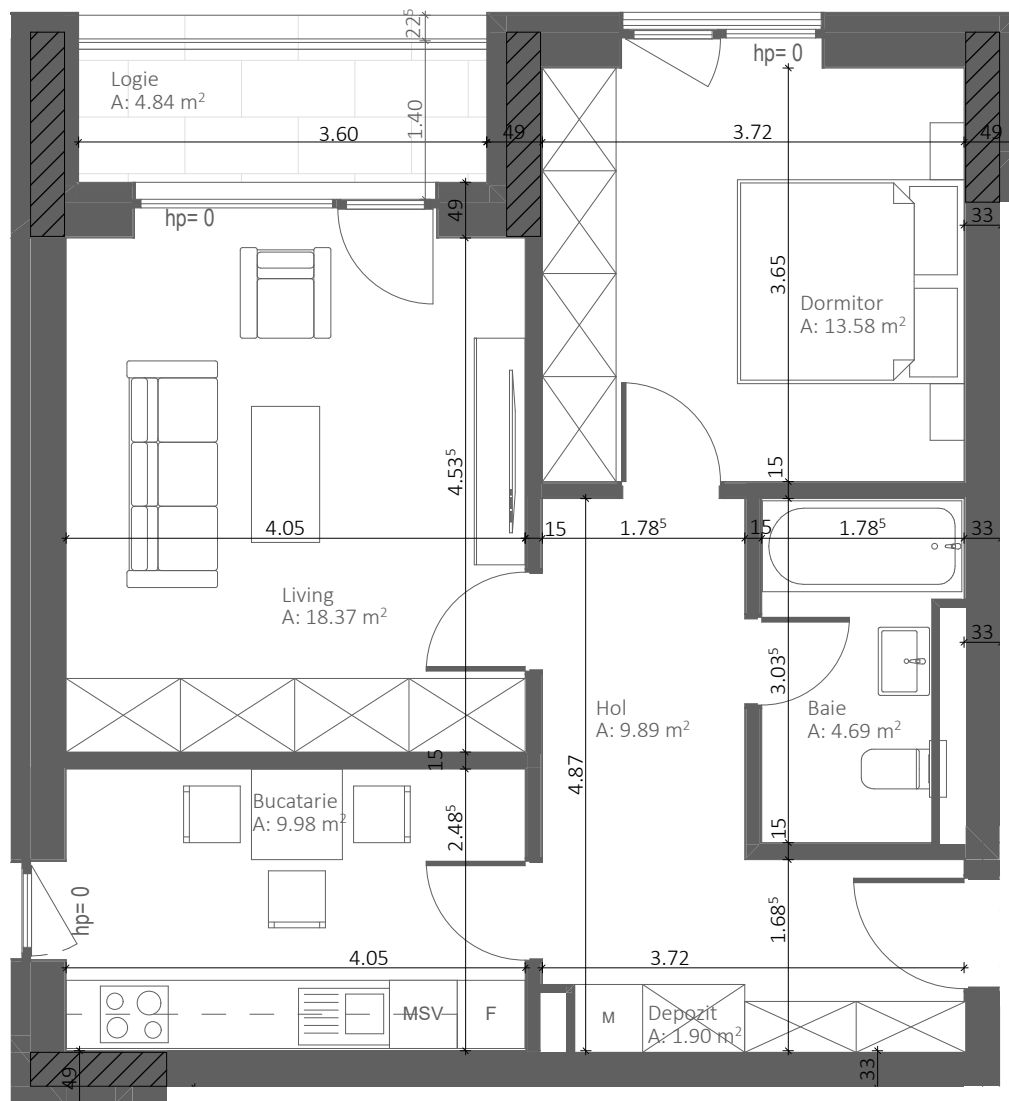 22⁵
hp= 0
Logie
A: 4.84 m²
1.40
3.60
49
3.72
49
49
hp= 0
33
3.65
Dormitor
A: 13.58 m²
4.53⁵
15
4.05
15
1.78⁵
15
1.78⁵
33
Living
A: 18.37 m²
33
3.03⁵
Hol
A: 9.89 m²
Baie
A: 4.69 m²
15
4.87
Bucatarie
A: 9.98 m²
2.48⁵
15
hp= 0
1.68⁵
4.05
3.72
MSV
F
M
Depozit
A: 1.90 m²
49
33